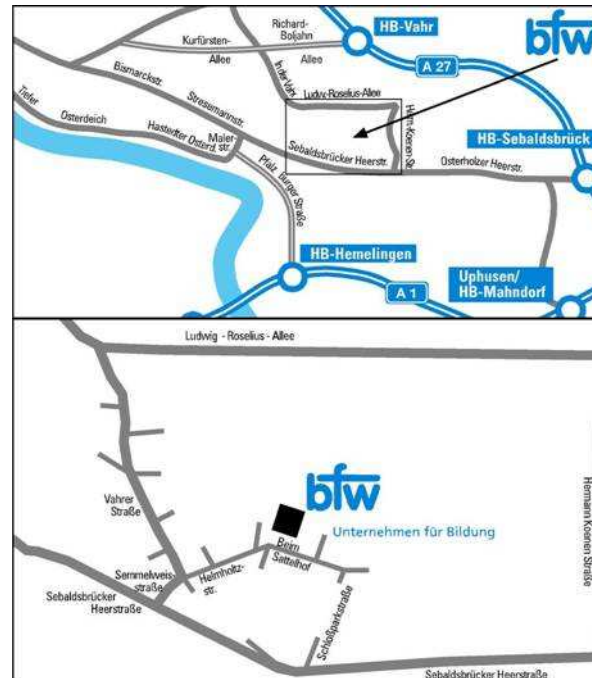 Richard-
Boljahn
Kurfürsten-
Allee
Allee
HB-Vahr
bfw
A 27
In der Vahr
Bismarckstr.
Stresemannstr.
Ludw.-Roselius-Allee
Herm.-Koenen-Str.
HB-Sebaldsbrück
Tiefer
Osterdeich
Hastedter Osterd.
Maler-
str.
Sebaldsbrücker Heerstr.
Osterholzer Heerstr.
Pfalzburger Straße
HB-Hemelingen
A 1
Uphusen/
HB-Mahndorf
Ludwig - Roselius - Allee
Vahrer
Straße
bfw
Unternehmen für Bildung
Hermann Koenen Straße
Beim
Sattelhof
Semmelweis-
straße
Helmholtz-
str.
Sebaldsbrücker
Heerstraße
Schloßparkstraße
Sebaldsbrücker Heerstraße